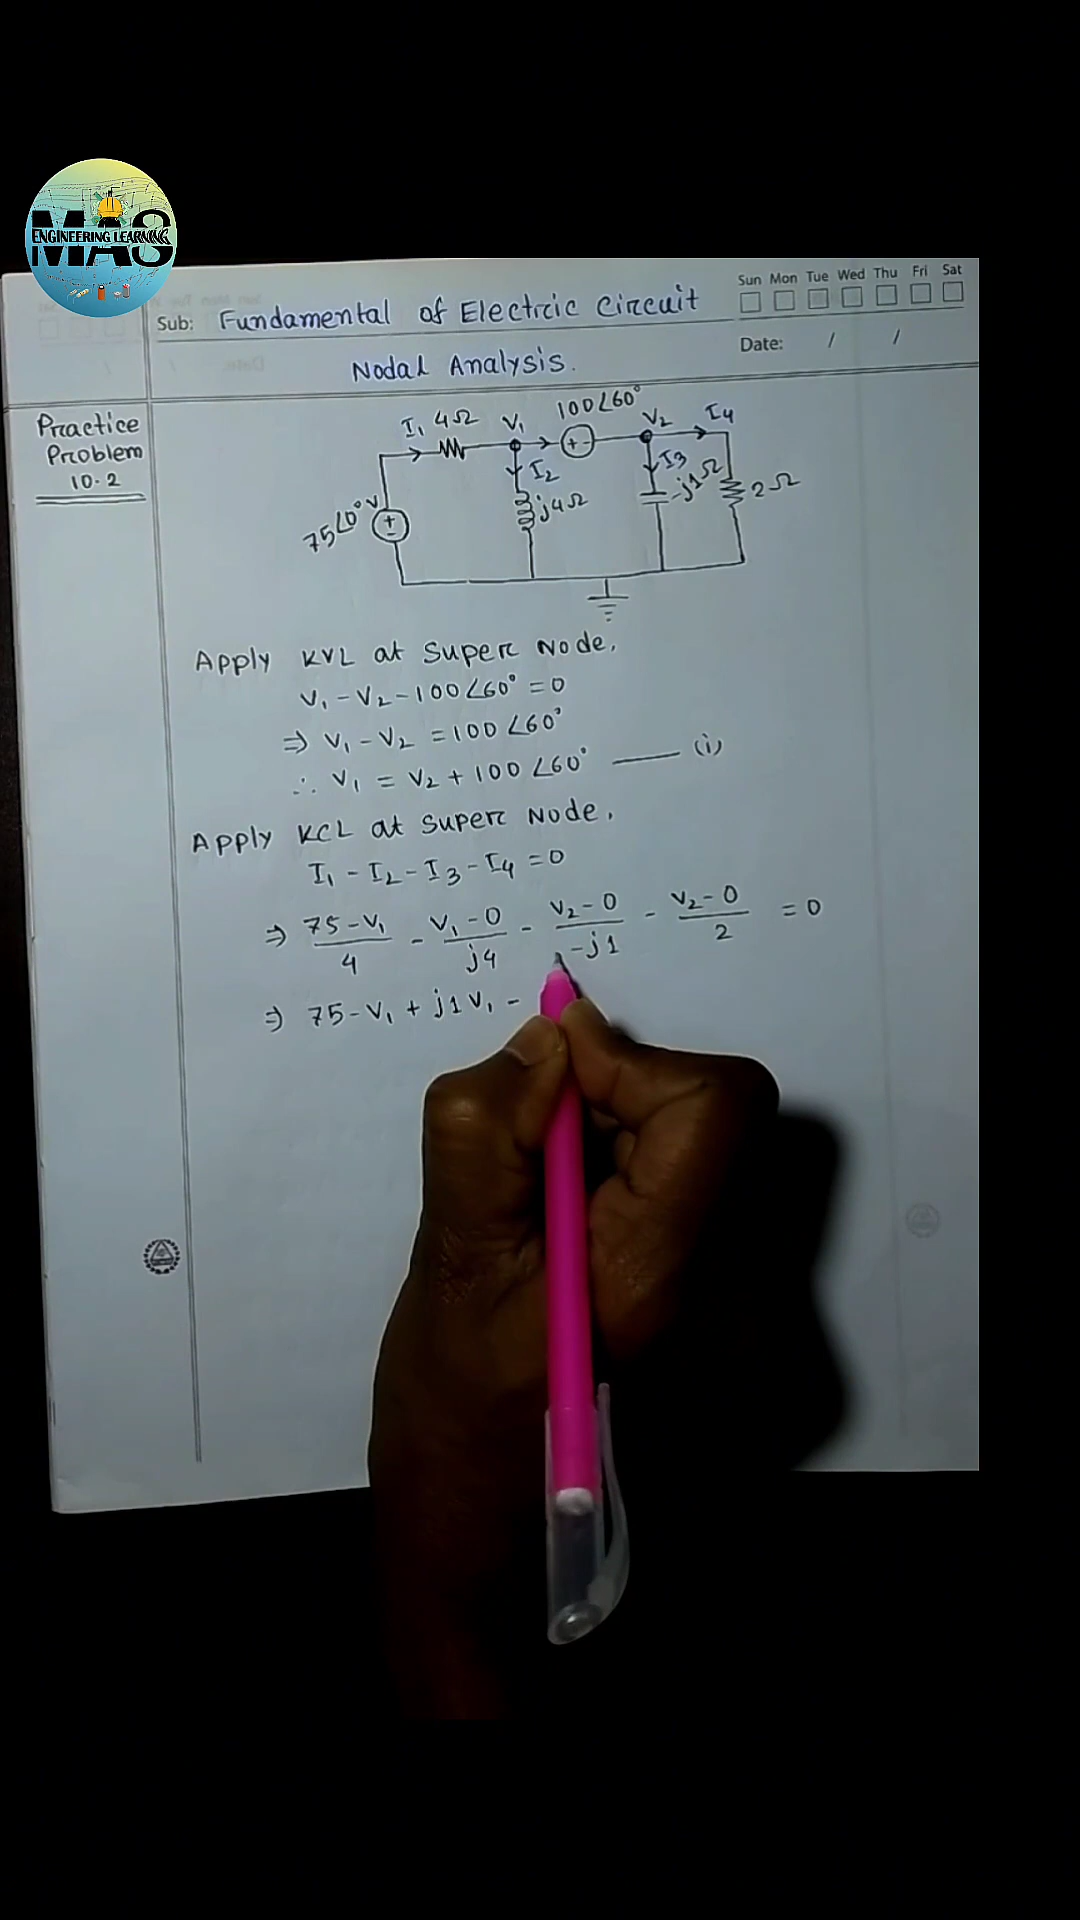 MAS
ENGINEERING LEARNING
Sun Mon Tue Wed Thu Fri Sat
Sub: Fundamental of Electric Circuit
Date: / /
Nodal Analysis.
Practice
Problem
10.2
I₁ 4Ω V₁ 100∠60° V₂ I₄
I₂ I₃
75∠0° V j4Ω -j1Ω 2Ω
Apply KVL at Super Node,
V₁ - V₂ - 100∠60° = 0
⇒ V₁ - V₂ = 100∠60°
∴ V₁ = V₂ + 100∠60° —— (i)
Apply KCL at Super Node,
I₁ - I₂ - I₃ - I₄ = 0
⇒ (75-V₁)/4 - (V₁-0)/j4 - (V₂-0)/-j1 - (V₂-0)/2 = 0
⇒ 75-V₁ + j1V₁ -